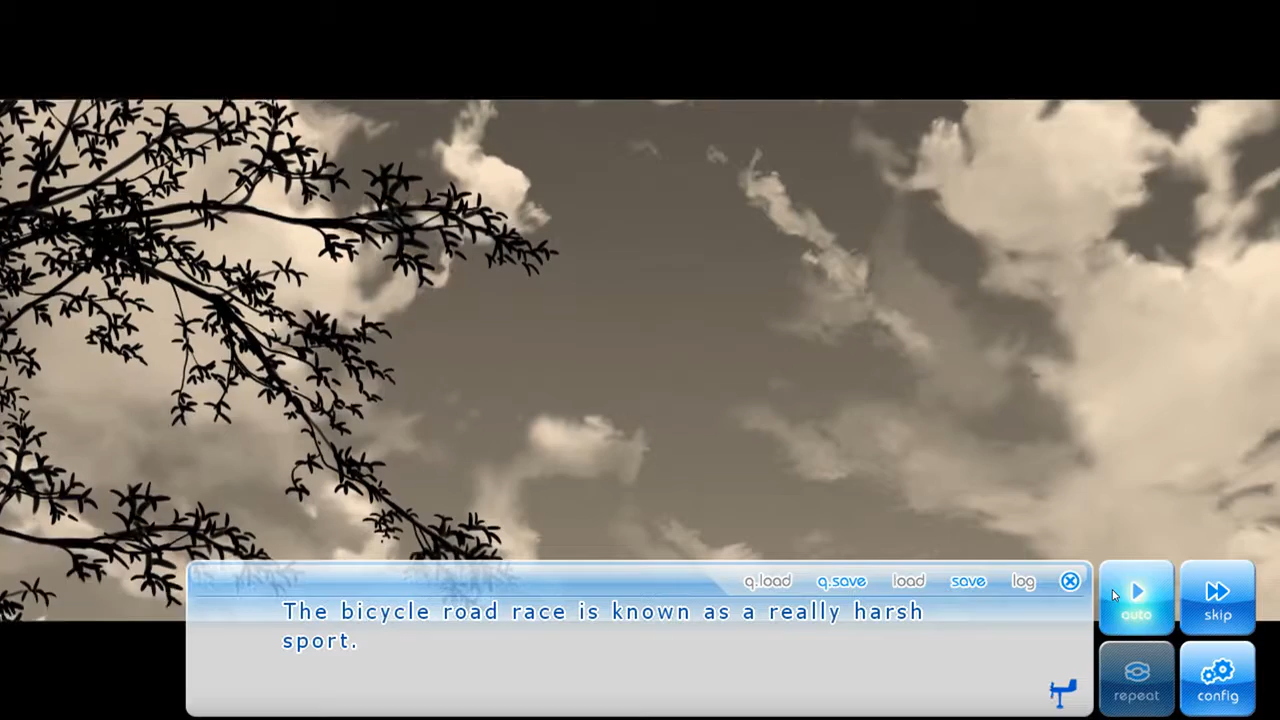 q.load q.save load save log
The bicycle road race is known as a really harsh
sport.
auto
skip
repeat
config